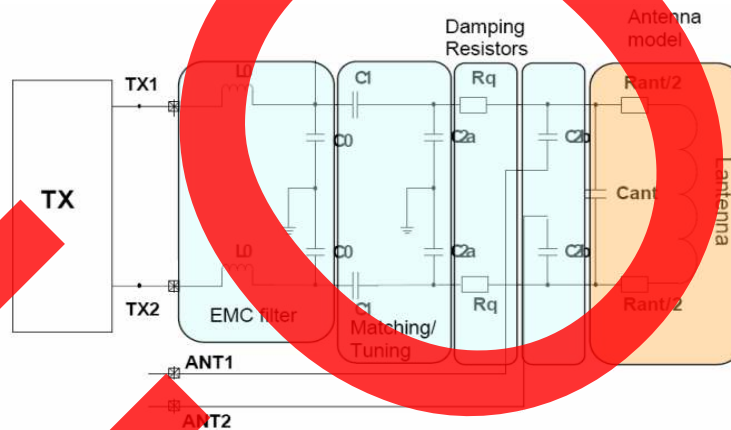 Antenna
model
Damping
Resistors
TX1
L0
C1
Rq
Rant/2
C0
C2a
C2b
TX
Cant
Lantenna
L0
C0
C2a
C2b
TX2
EMC filter
C1
Matching/
Tuning
Rq
Rant/2
ANT1
ANT2